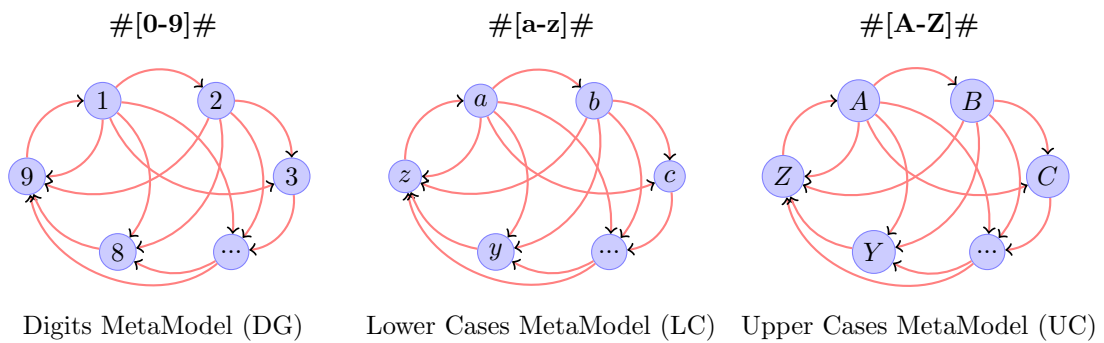 #[0-9]# #[a-z]# #[A-Z]#
1 2 a b A B
9 3 z c Z C
8 ... y ... Y ...
Digits MetaModel (DG) Lower Cases MetaModel (LC) Upper Cases MetaModel (UC)